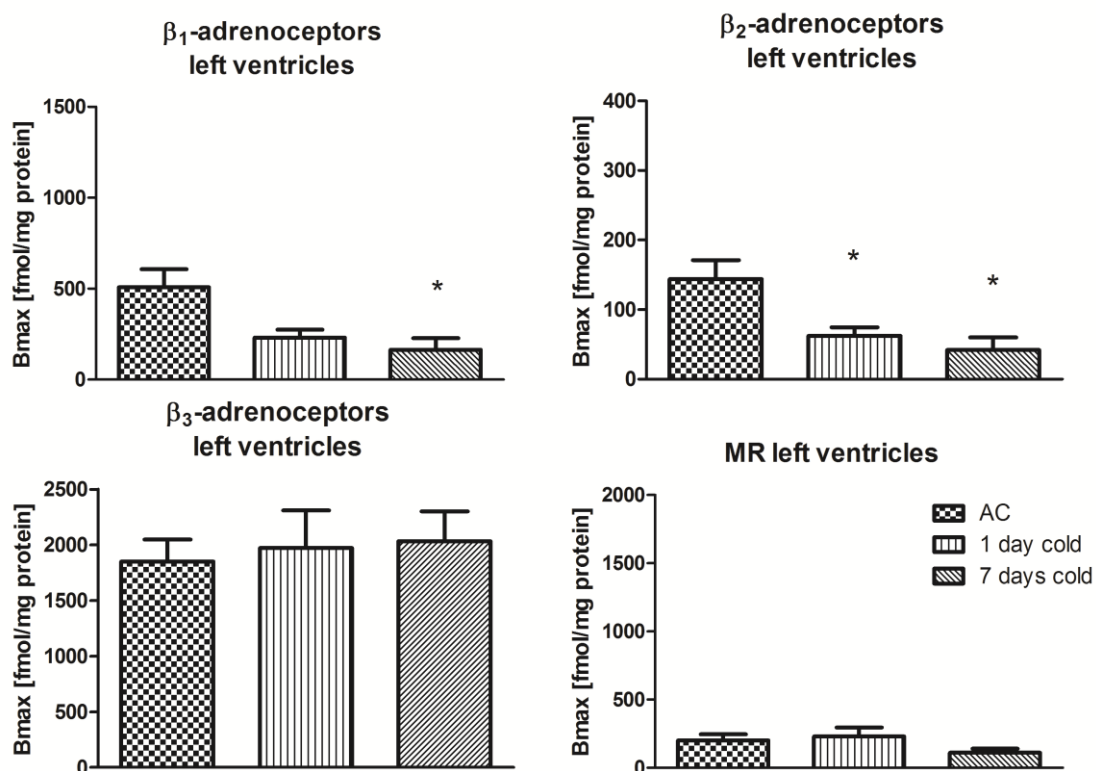 β₁-adrenoceptors
left ventricles
Bmax [fmol/mg protein]
1500
1000
500
0
*
β₂-adrenoceptors
left ventricles
Bmax [fmol/mg protein]
400
300
200
100
0
*
*
β₃-adrenoceptors
left ventricles
Bmax [fmol/mg protein]
2500
2000
1500
1000
500
0
MR left ventricles
Bmax [fmol/mg protein]
2000
1500
1000
500
0
AC
1 day cold
7 days cold